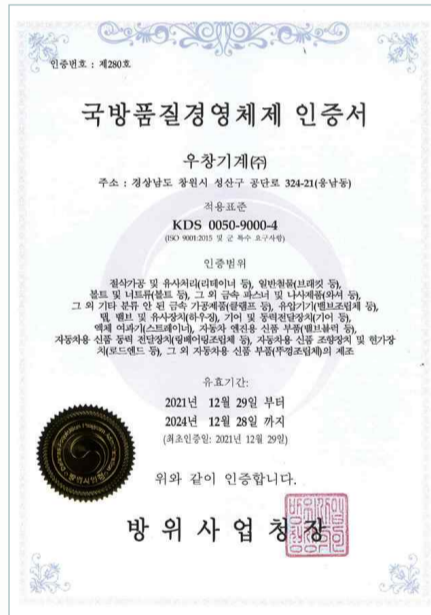 인증번호 : 제280호
국방품질경영체제 인증서
우창기계(주)
주소 : 경상남도 창원시 성산구 공단로 324-21(웅남동)
적용표준
KDS 0050-9000-4
(ISO 9001:2015 및 군 특수 요구사항)
인증범위
절삭가공 및 유사처리(리테이너 등), 일반철물(브래킷 등),
볼트 및 너트류(볼트 등), 그 외 금속 파스너 및 나사제품(와셔 등),
그 외 기타 분류 안 된 금속 가공제품(클램프 등), 유압기기(밸브조립체 등),
탭, 밸브 및 유사장치(하우징), 기어 및 동력전달장치(기어 등),
액체 여과기(스트레이너), 자동차 엔진용 신품 부품(밸브블럭 등),
자동차용 신품 동력 전달장치(링베어링조립체 등), 자동차용 신품 조향장치 및 현가장
치(로드엔드 등), 그 외 자동차용 신품 부품(뚜껑조립체)의 제조
유효기간:
2021년 12월 29일 부터
2024년 12월 28일 까지
(최초인증일: 2021년 12월 29일)
위와 같이 인증합니다.
방위사업청장